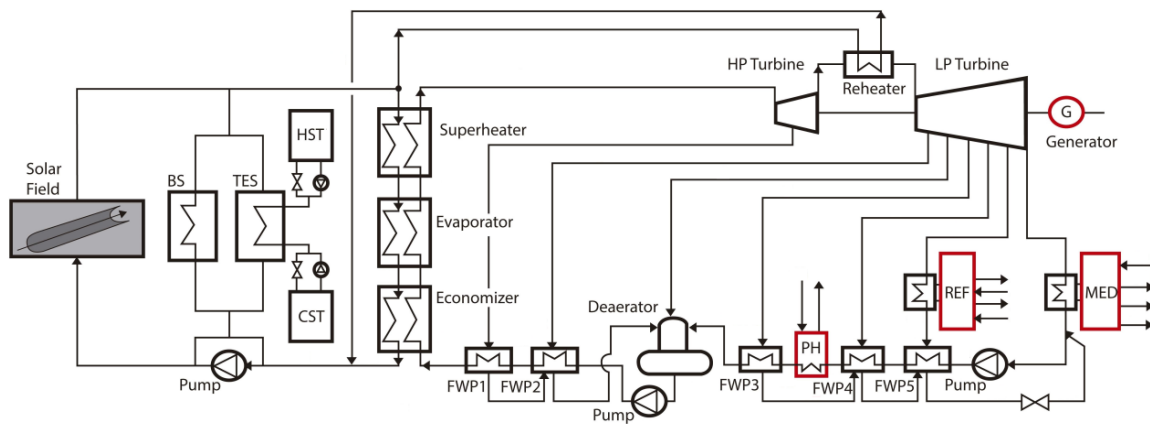 HP Turbine
LP Turbine
Reheater
G
Generator
HST
Superheater
Solar
Field
BS
TES
Evaporator
CST
Economizer
Deaerator
REF
MED
PH
Pump
FWP1
FWP2
Pump
FWP3
FWP4
FWP5
Pump